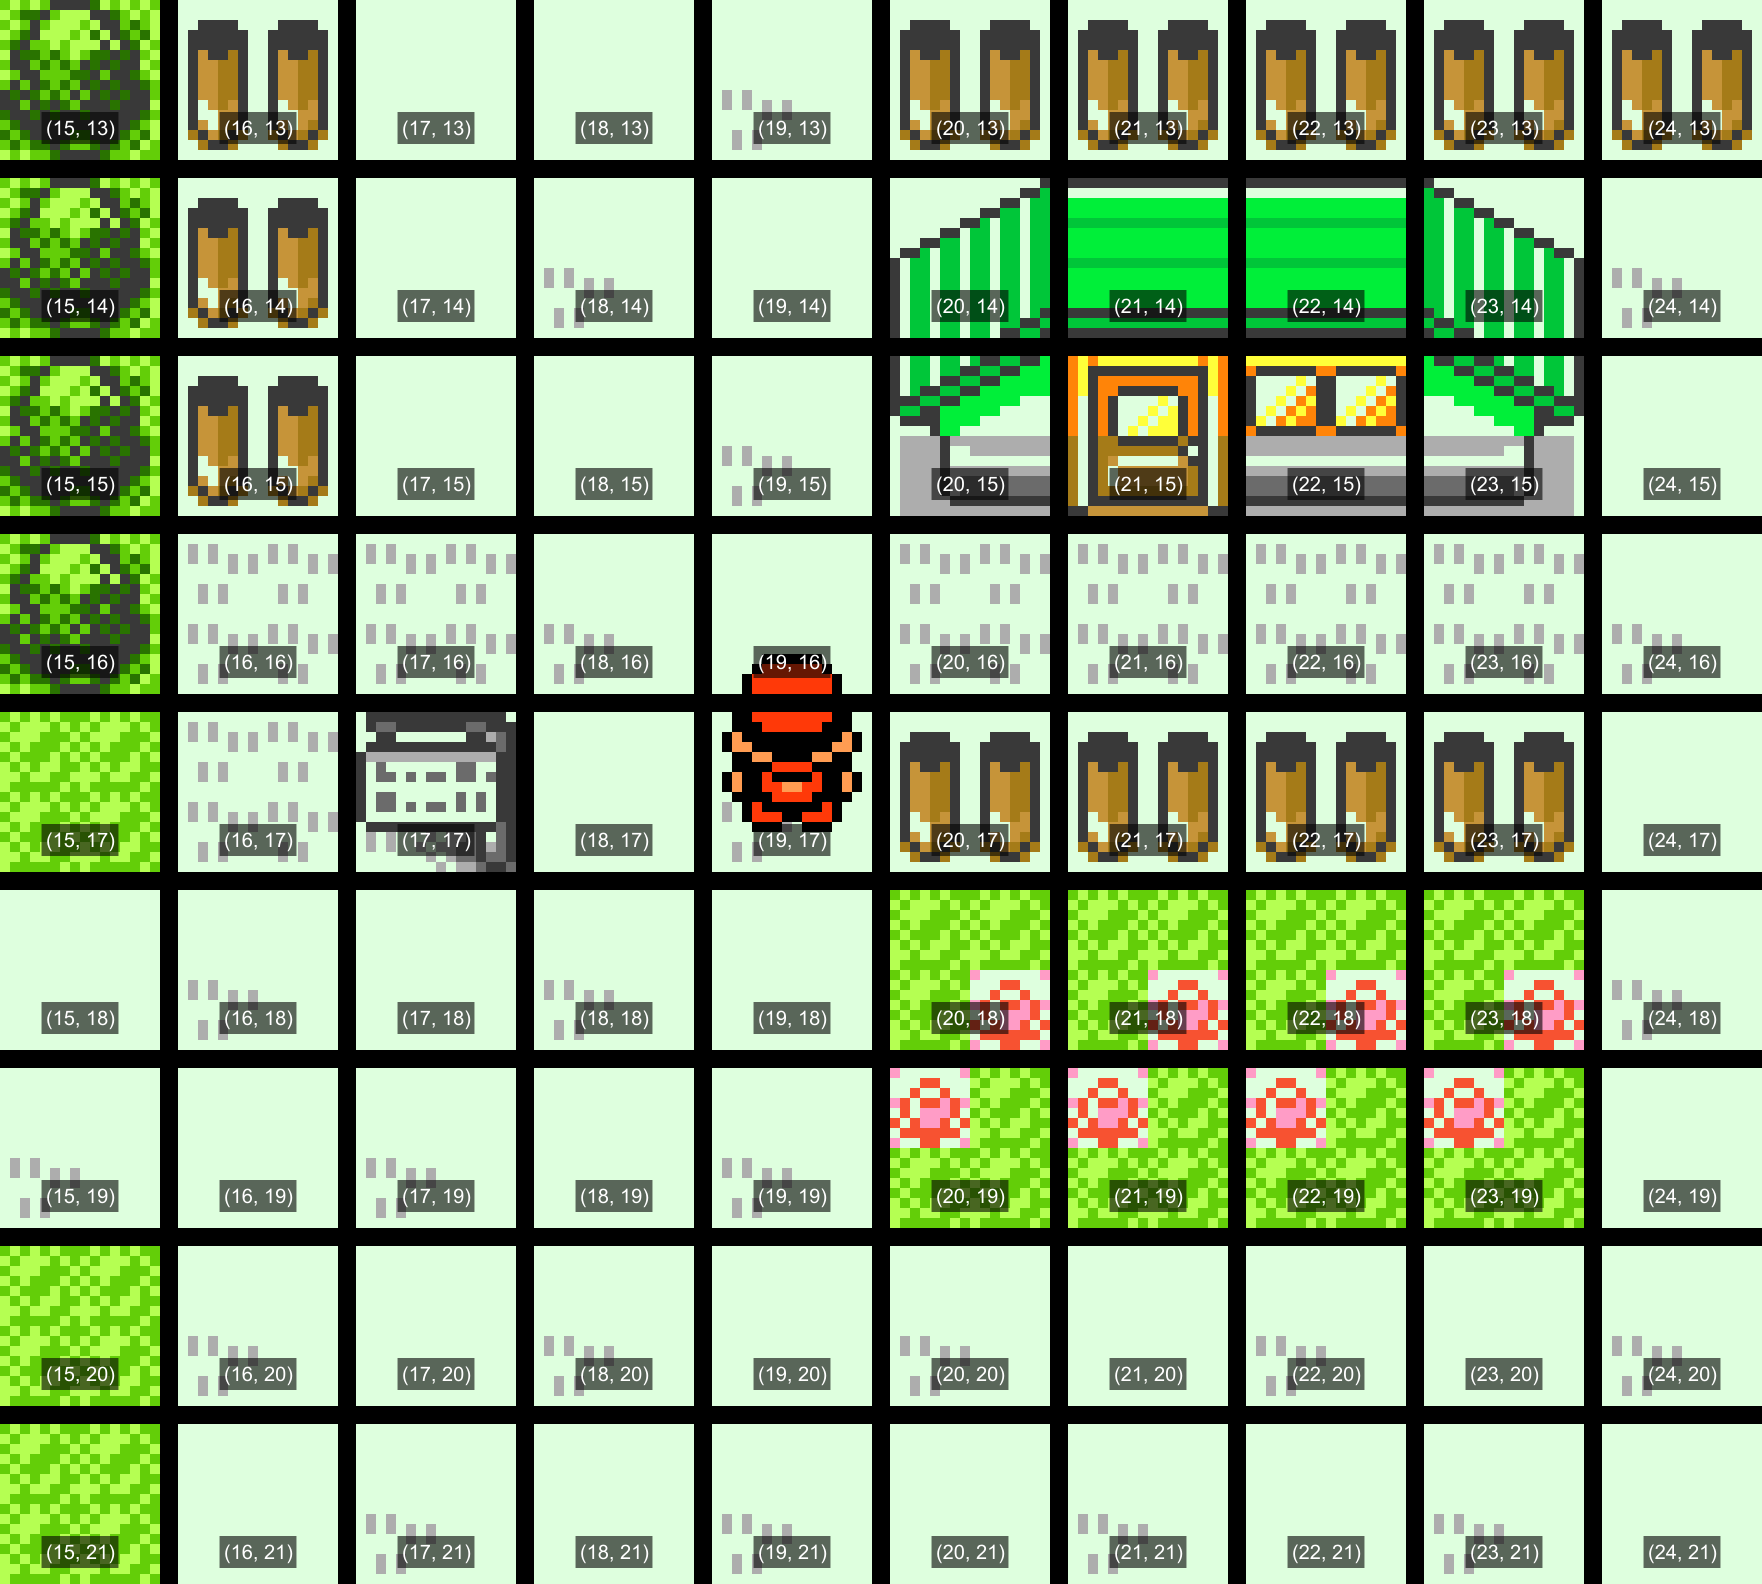 (15, 13) (16, 13) (17, 13) (18, 13) (19, 13) (20, 13) (21, 13) (22, 13) (23, 13) (24, 13)
(15, 14) (16, 14) (17, 14) (18, 14) (19, 14) (20, 14) (21, 14) (22, 14) (23, 14) (24, 14)
(15, 15) (16, 15) (17, 15) (18, 15) (19, 15) (20, 15) (21, 15) (22, 15) (23, 15) (24, 15)
(15, 16) (16, 16) (17, 16) (18, 16) (19, 16) (20, 16) (21, 16) (22, 16) (23, 16) (24, 16)
(15, 17) (16, 17) (17, 17) (18, 17) (19, 17) (20, 17) (21, 17) (22, 17) (23, 17) (24, 17)
(15, 18) (16, 18) (17, 18) (18, 18) (19, 18) (20, 18) (21, 18) (22, 18) (23, 18) (24, 18)
(15, 19) (16, 19) (17, 19) (18, 19) (19, 19) (20, 19) (21, 19) (22, 19) (23, 19) (24, 19)
(15, 20) (16, 20) (17, 20) (18, 20) (19, 20) (20, 20) (21, 20) (22, 20) (23, 20) (24, 20)
(15, 21) (16, 21) (17, 21) (18, 21) (19, 21) (20, 21) (21, 21) (22, 21) (23, 21) (24, 21)